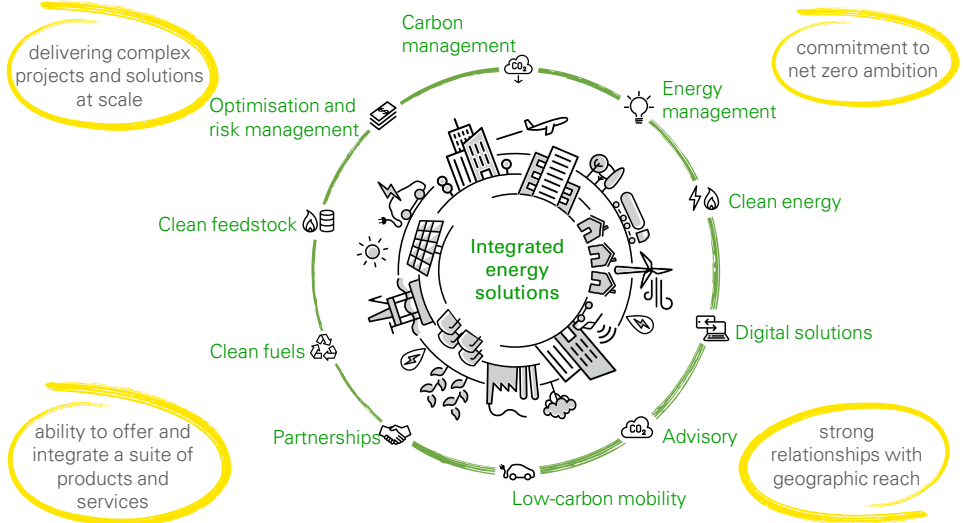 delivering complex
projects and solutions
at scale
commitment to
net zero ambition
Carbon
management
CO₂
Energy
management
Clean energy
Digital solutions
CO₂
Advisory
Low-carbon mobility
Partnerships
Clean fuels
Clean feedstock
Optimisation and
risk management
Integrated
energy
solutions
ability to offer and
integrate a suite of
products and
services
strong
relationships with
geographic reach